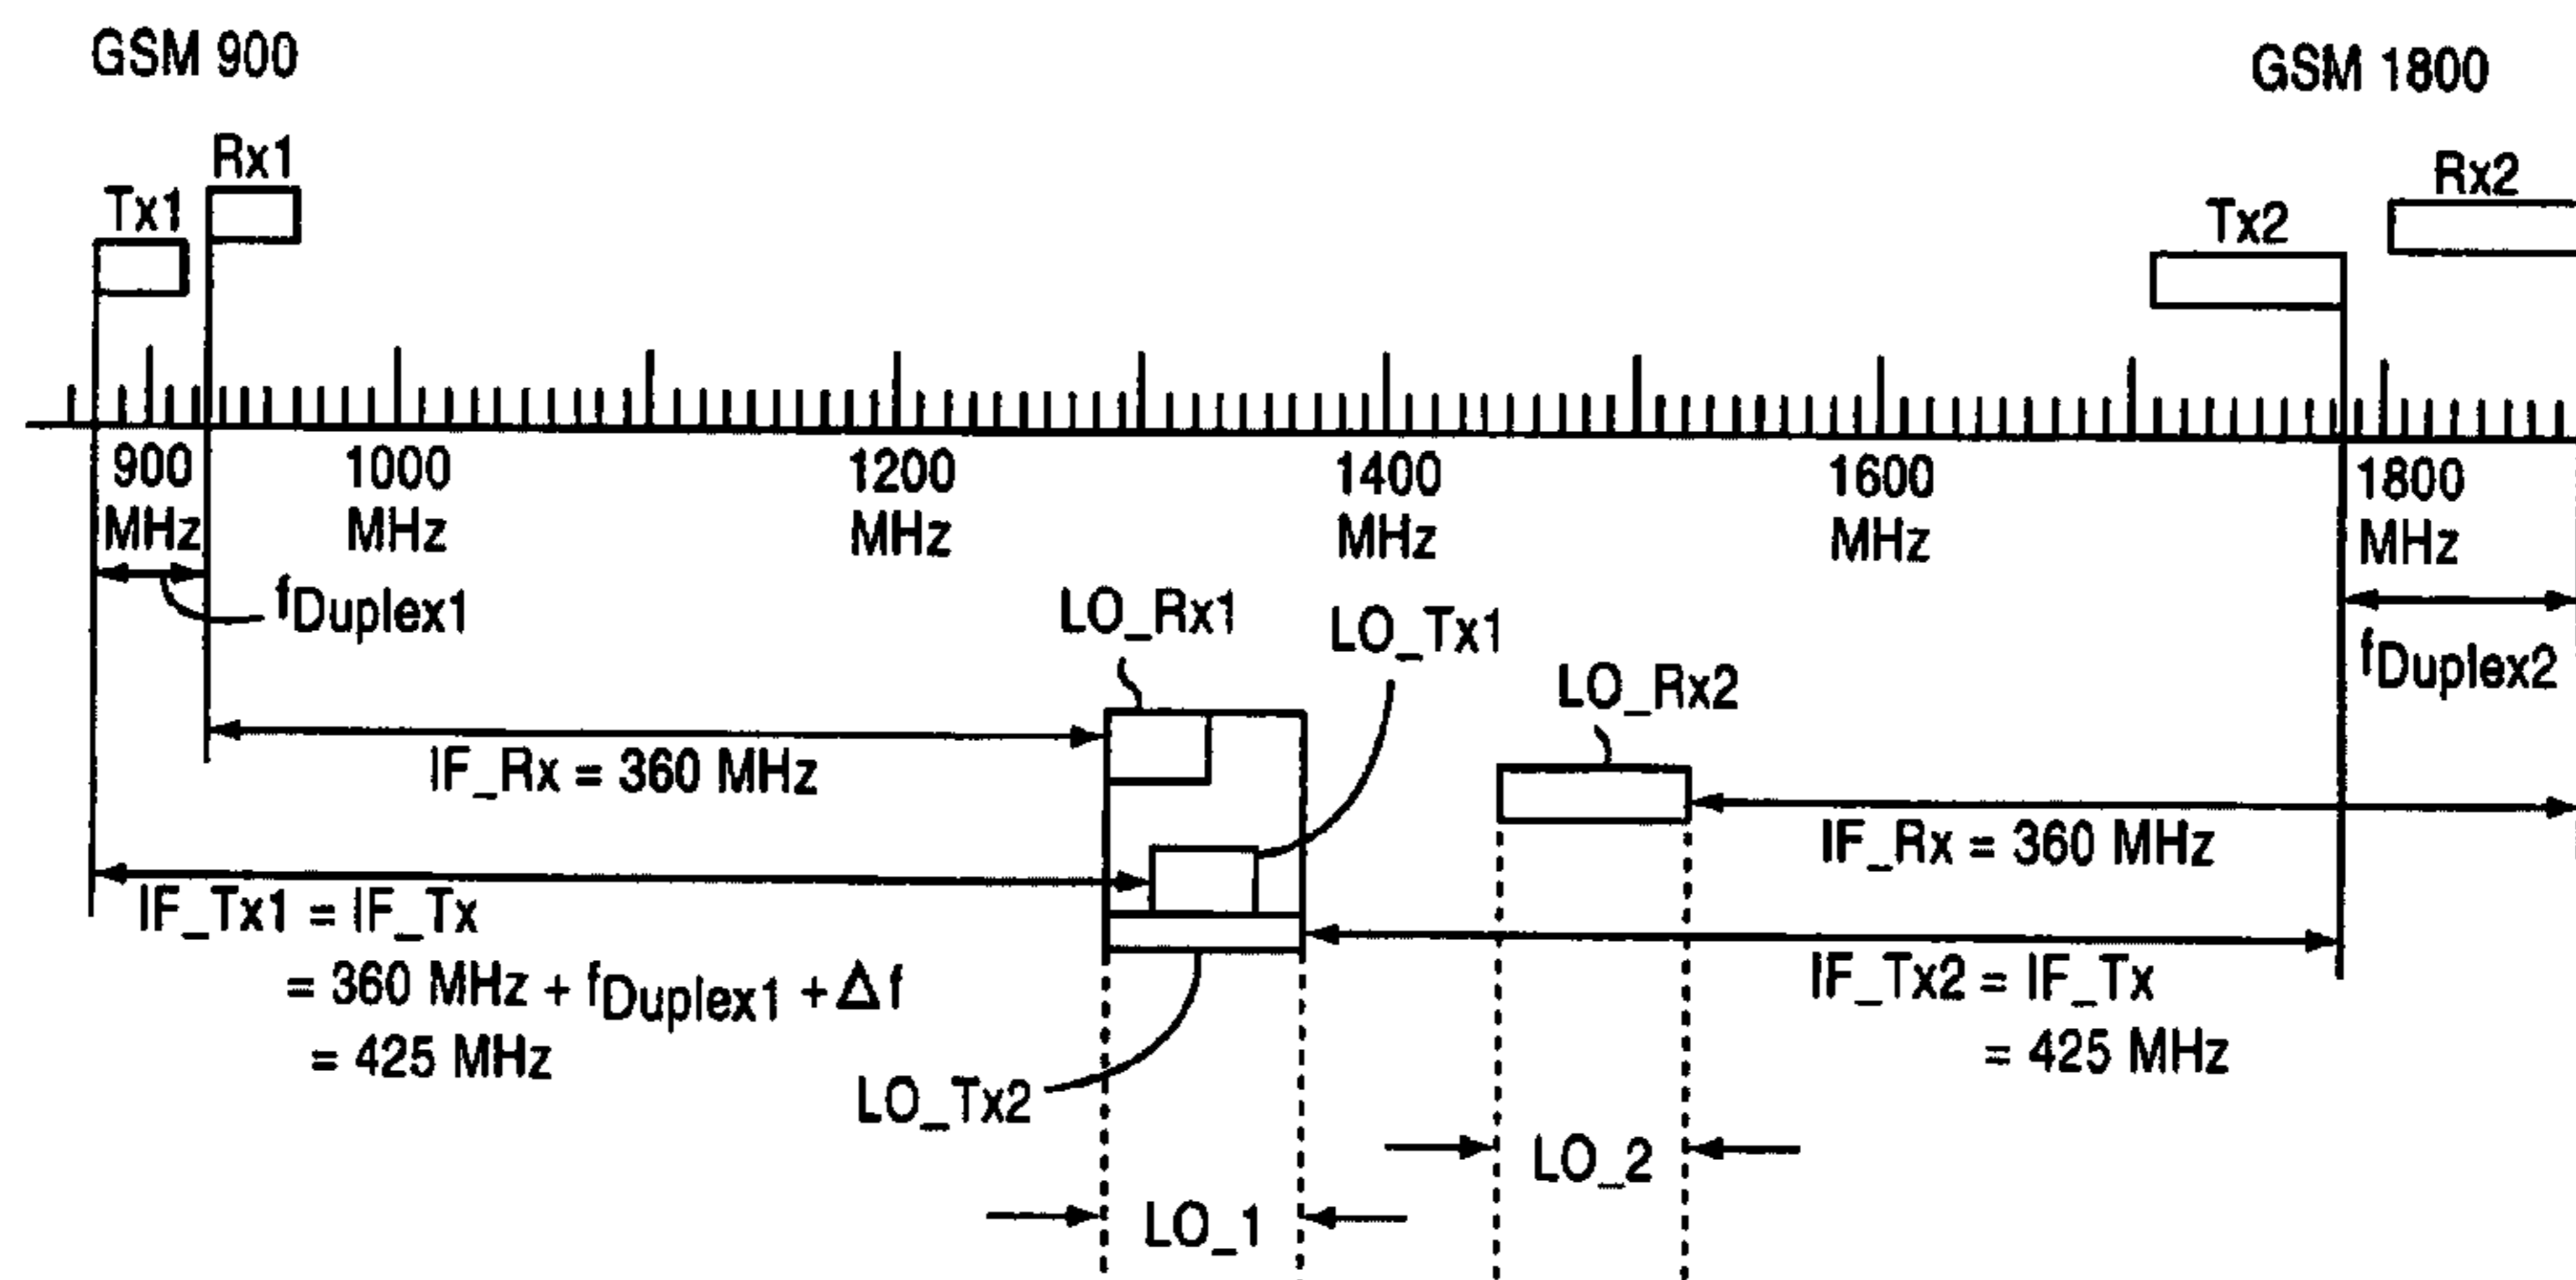 GSM 900
GSM 1800
Rx1
Tx1
Rx2
Tx2
900
MHz
1000
MHz
1200
MHz
1400
MHz
1600
MHz
1800
MHz
fDuplex1
LO_Rx1
LO_Tx1
LO_Rx2
fDuplex2
IF_Rx = 360 MHz
IF_Rx = 360 MHz
IF_Tx1 = IF_Tx
= 360 MHz + fDuplex1 + Δf
= 425 MHz
IF_Tx2 = IF_Tx
= 425 MHz
LO_Tx2
LO_2
LO_1